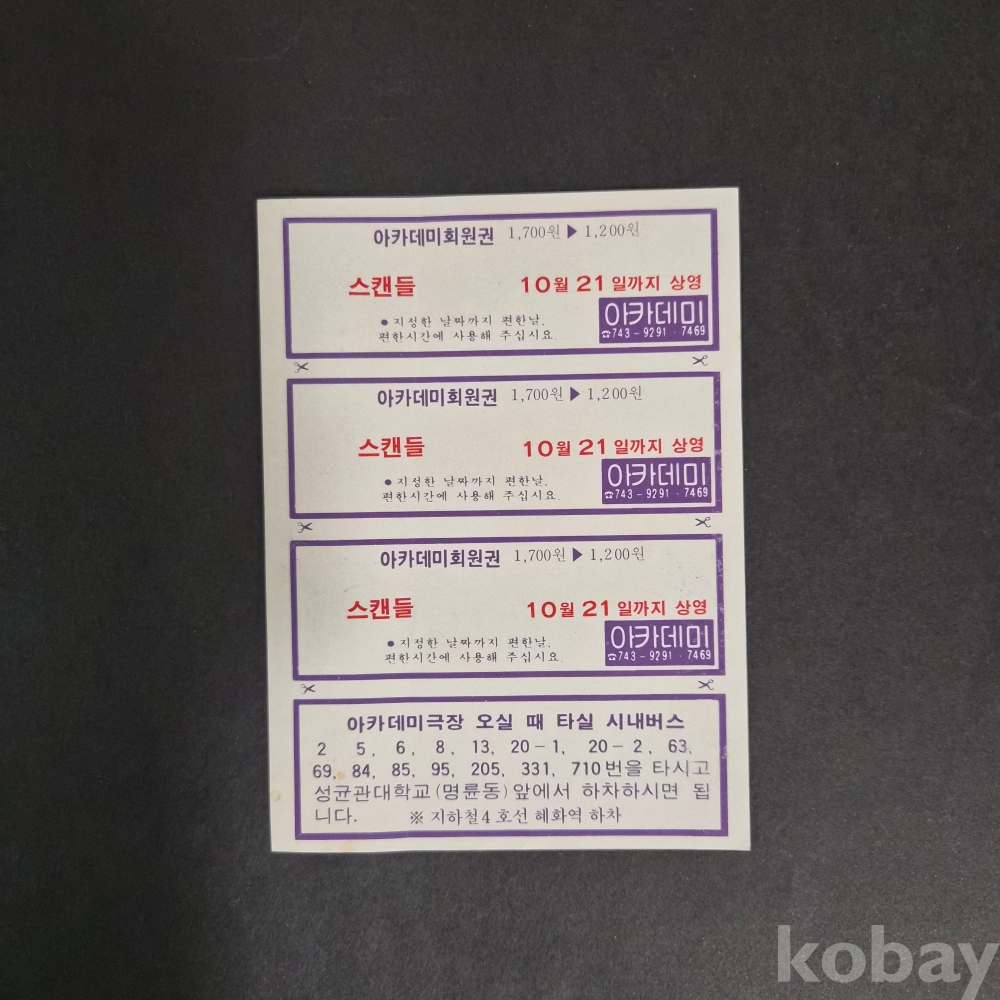 아카데미회원권 1,700원 ▶ 1,200원
스캔들 10월 21일까지 상영
● 지정한 날짜까지 편한날,
편한시간에 사용해 주십시요.
아카데미
☎743-9291·7469
아카데미회원권 1,700원 ▶ 1,200원
스캔들 10월 21일까지 상영
● 지성한 날짜까지 편한날,
편한시간에 사용해 주십시요.
아카데미
☎743-9291·7469
아카데미회원권 1,700원 ▶ 1,200원
스캔들 10월 21일까지 상영
● 지정한 날짜까지 편한날,
편한시간에 사용해 주십시요.
아카데미
☎743-9291·7469
아카데미극장 오실 때 타실 시내버스
2 5, 6, 8, 13, 20-1, 20-2, 63,
69, 84, 85, 95, 205, 331, 710번을 타시고
성균관대학교(명륜동)앞에서 하차하시면 됩
니다. ※ 지하철4호선 혜화역 하차
kobay